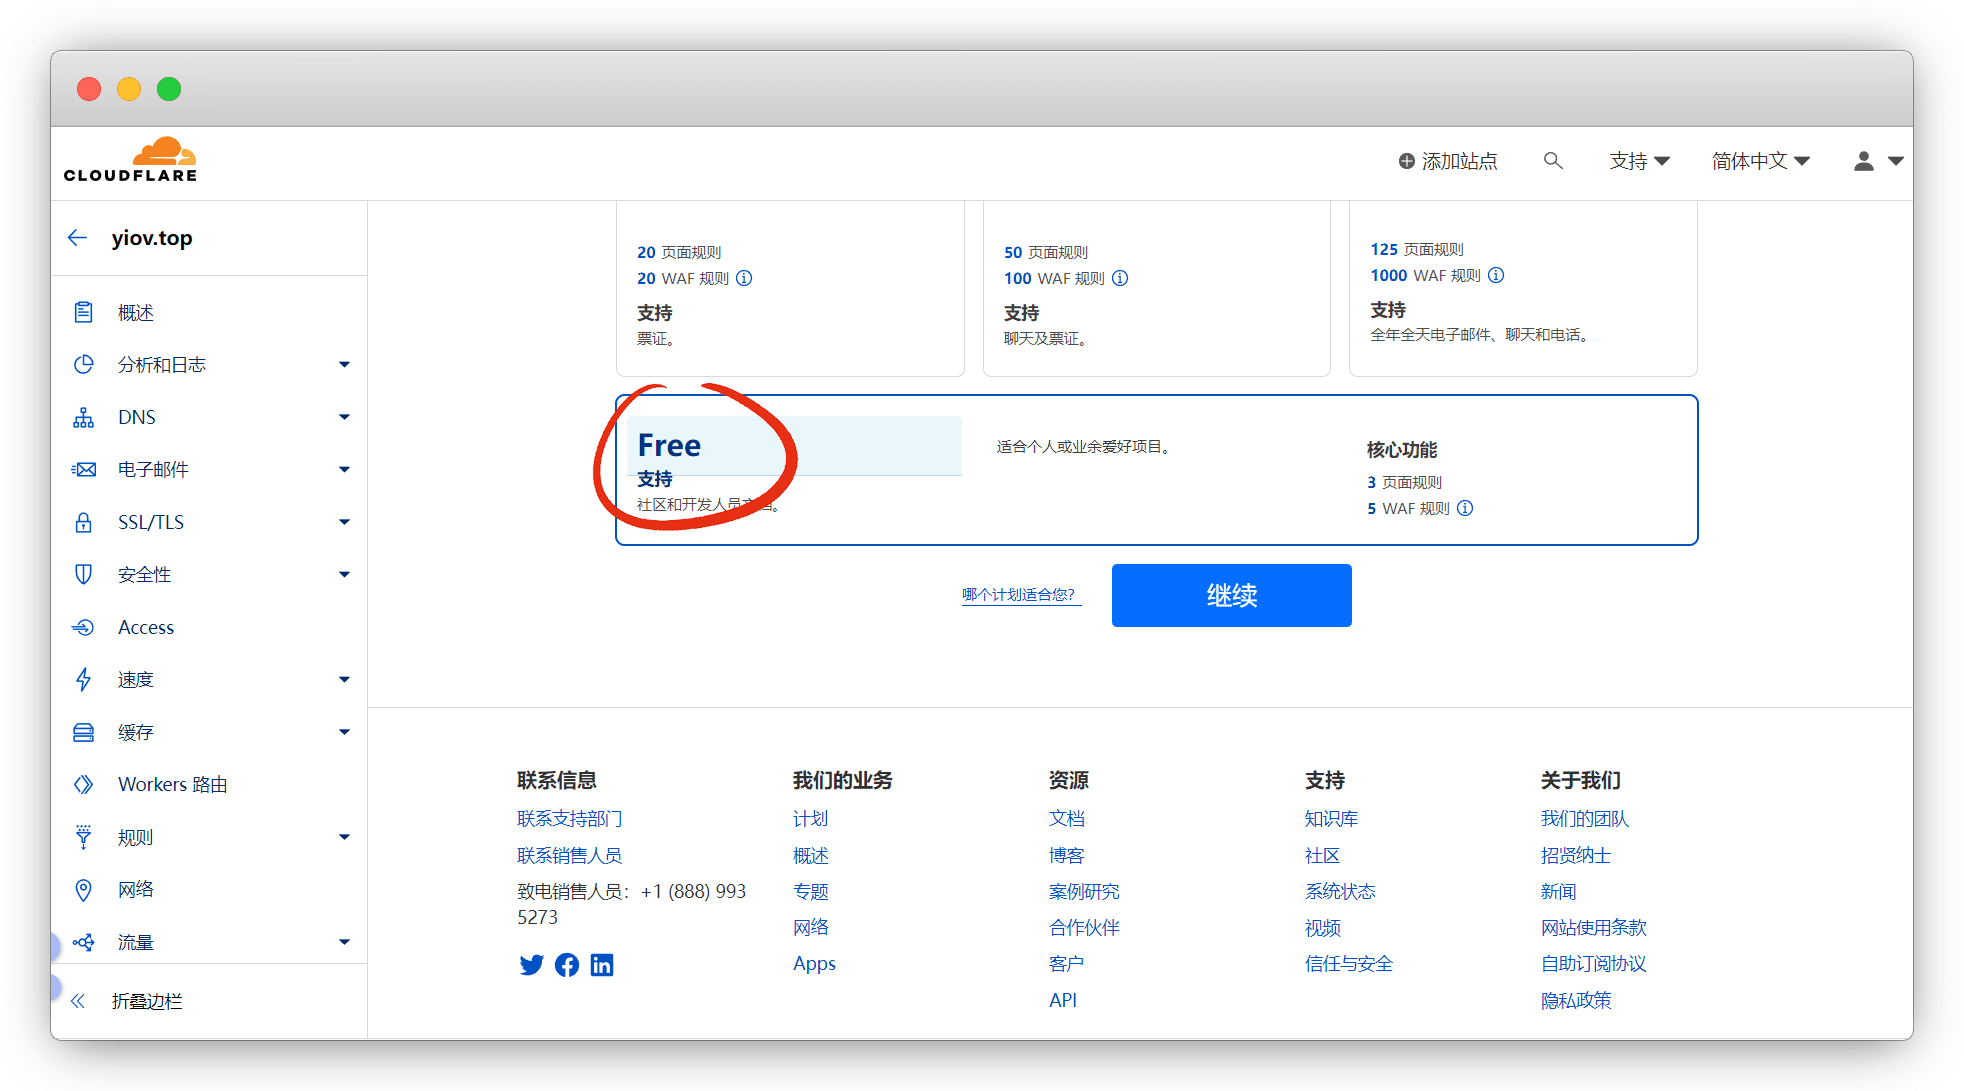 CLOUDFLARE
添加站点
支持
简体中文
yiov.top
概述
分析和日志
DNS
电子邮件
SSL/TLS
安全性
Access
速度
缓存
Workers 路由
规则
网络
流量
折叠边栏
20 页面规则
20 WAF 规则
支持
票证。
50 页面规则
100 WAF 规则
支持
聊天及票证。
125 页面规则
1000 WAF 规则
支持
全年全天电子邮件、聊天和电话。
Free
支持
社区和开发人员文档。
适合个人或业余爱好项目。
核心功能
3 页面规则
5 WAF 规则
哪个计划适合您?
继续
联系信息
联系支持部门
联系销售人员
致电销售人员：+1 (888) 993
5273
我们的业务
计划
概述
专题
网络
Apps
资源
文档
博客
案例研究
合作伙伴
客户
API
支持
知识库
社区
系统状态
视频
信任与安全
关于我们
我们的团队
招贤纳士
新闻
网站使用条款
自助订阅协议
隐私政策